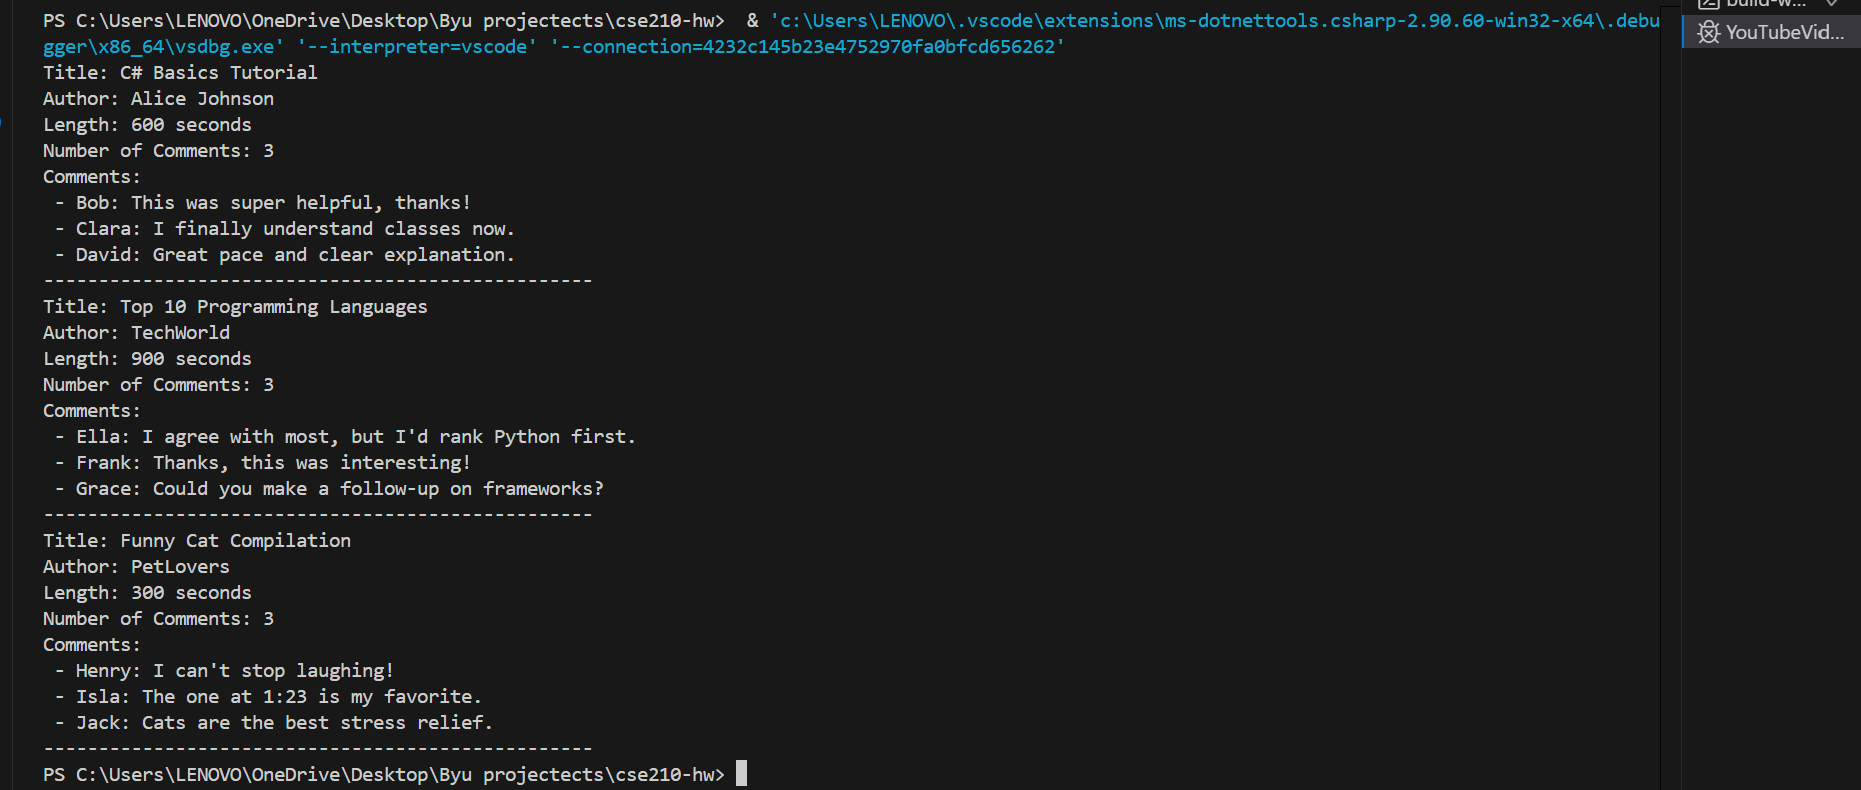 PS C:\Users\LENOVO\OneDrive\Desktop\Byu projectects\cse210-hw>  & 'c:\Users\LENOVO\.vscode\extensions\ms-dotnettools.csharp-2.90.60-win32-x64\.debu
gger\x86_64\vsdbg.exe' '--interpreter=vscode' '--connection=4232c145b23e4752970fa0bfcd656262'
Title: C# Basics Tutorial
Author: Alice Johnson
Length: 600 seconds
Number of Comments: 3
Comments:
 - Bob: This was super helpful, thanks!
 - Clara: I finally understand classes now.
 - David: Great pace and clear explanation.
--------------------------------------------------
Title: Top 10 Programming Languages
Author: TechWorld
Length: 900 seconds
Number of Comments: 3
Comments:
 - Ella: I agree with most, but I'd rank Python first.
 - Frank: Thanks, this was interesting!
 - Grace: Could you make a follow-up on frameworks?
--------------------------------------------------
Title: Funny Cat Compilation
Author: PetLovers
Length: 300 seconds
Number of Comments: 3
Comments:
 - Henry: I can't stop laughing!
 - Isla: The one at 1:23 is my favorite.
 - Jack: Cats are the best stress relief.
--------------------------------------------------
PS C:\Users\LENOVO\OneDrive\Desktop\Byu projectects\cse210-hw>
build-w...
YouTubeVid...